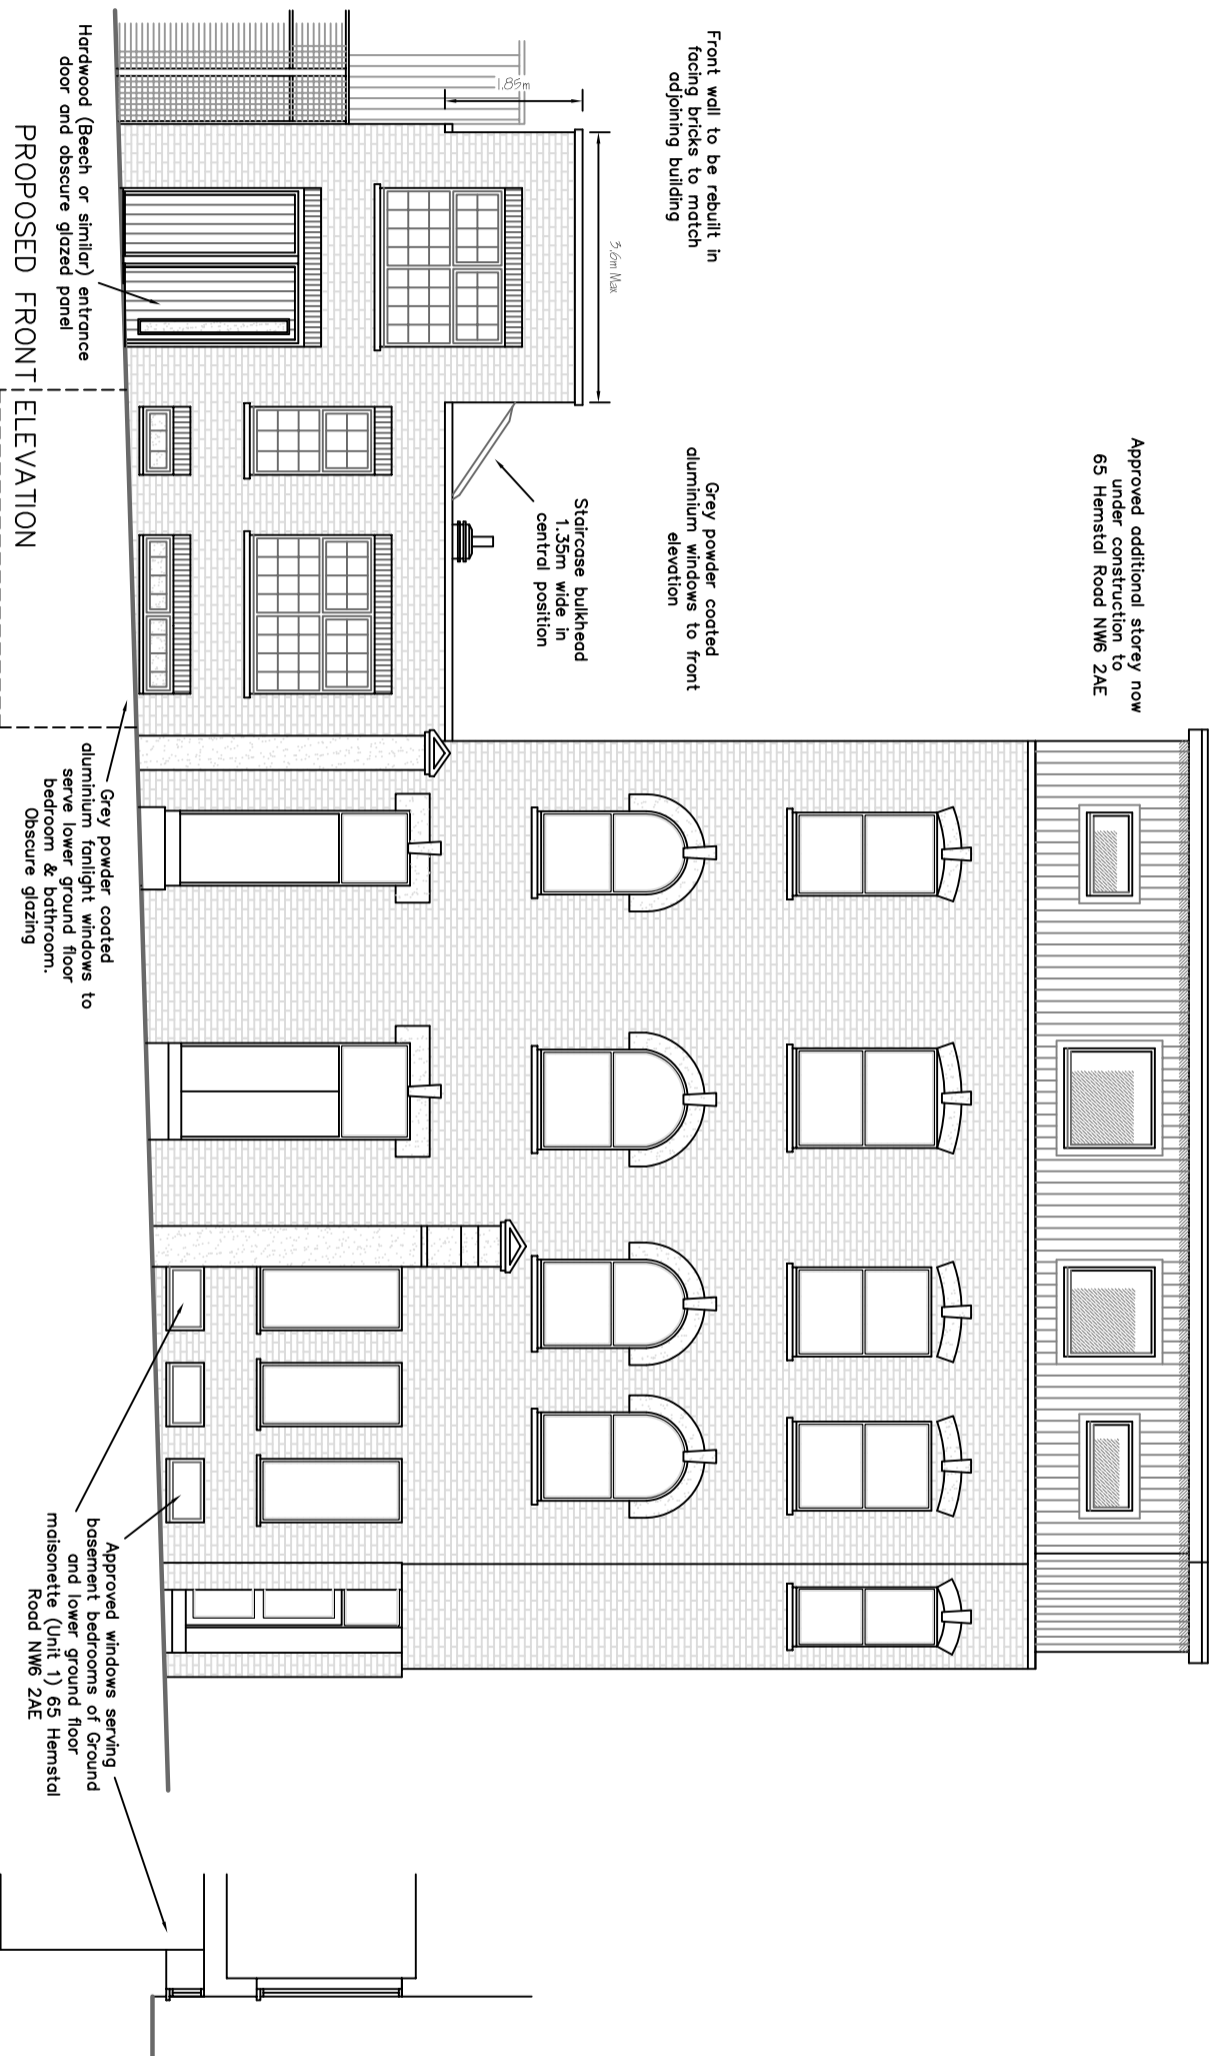 Approved additional storey now
under construction to
65 Hemstal Road NW6 2AE
Front wall to be rebuilt in
facing bricks to match
adjoining building
Grey powder coated
aluminium windows to front
elevation
3.6m Max
1.85m
Staircase bulkhead
1.35m wide in
central position
Hardwood (Beech or similar) entrance
door and obscure glazed panel
Grey powder coated
aluminium fanlight windows to
serve lower ground floor
bedroom & bathroom.
Obscure glazing
Approved windows serving
basement bedrooms of Ground
and lower ground floor
maisonette (Unit 1) 65 Hemstal
Road NW6 2AE
PROPOSED FRONT ELEVATION